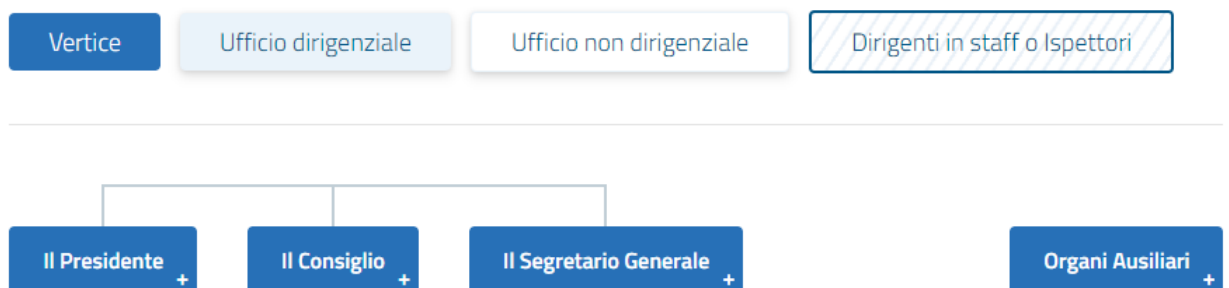 Vertice Ufficio dirigenziale Ufficio non dirigenziale Dirigenti in staff o Ispettori
Il Presidente + Il Consiglio + Il Segretario Generale + Organi Ausiliari +